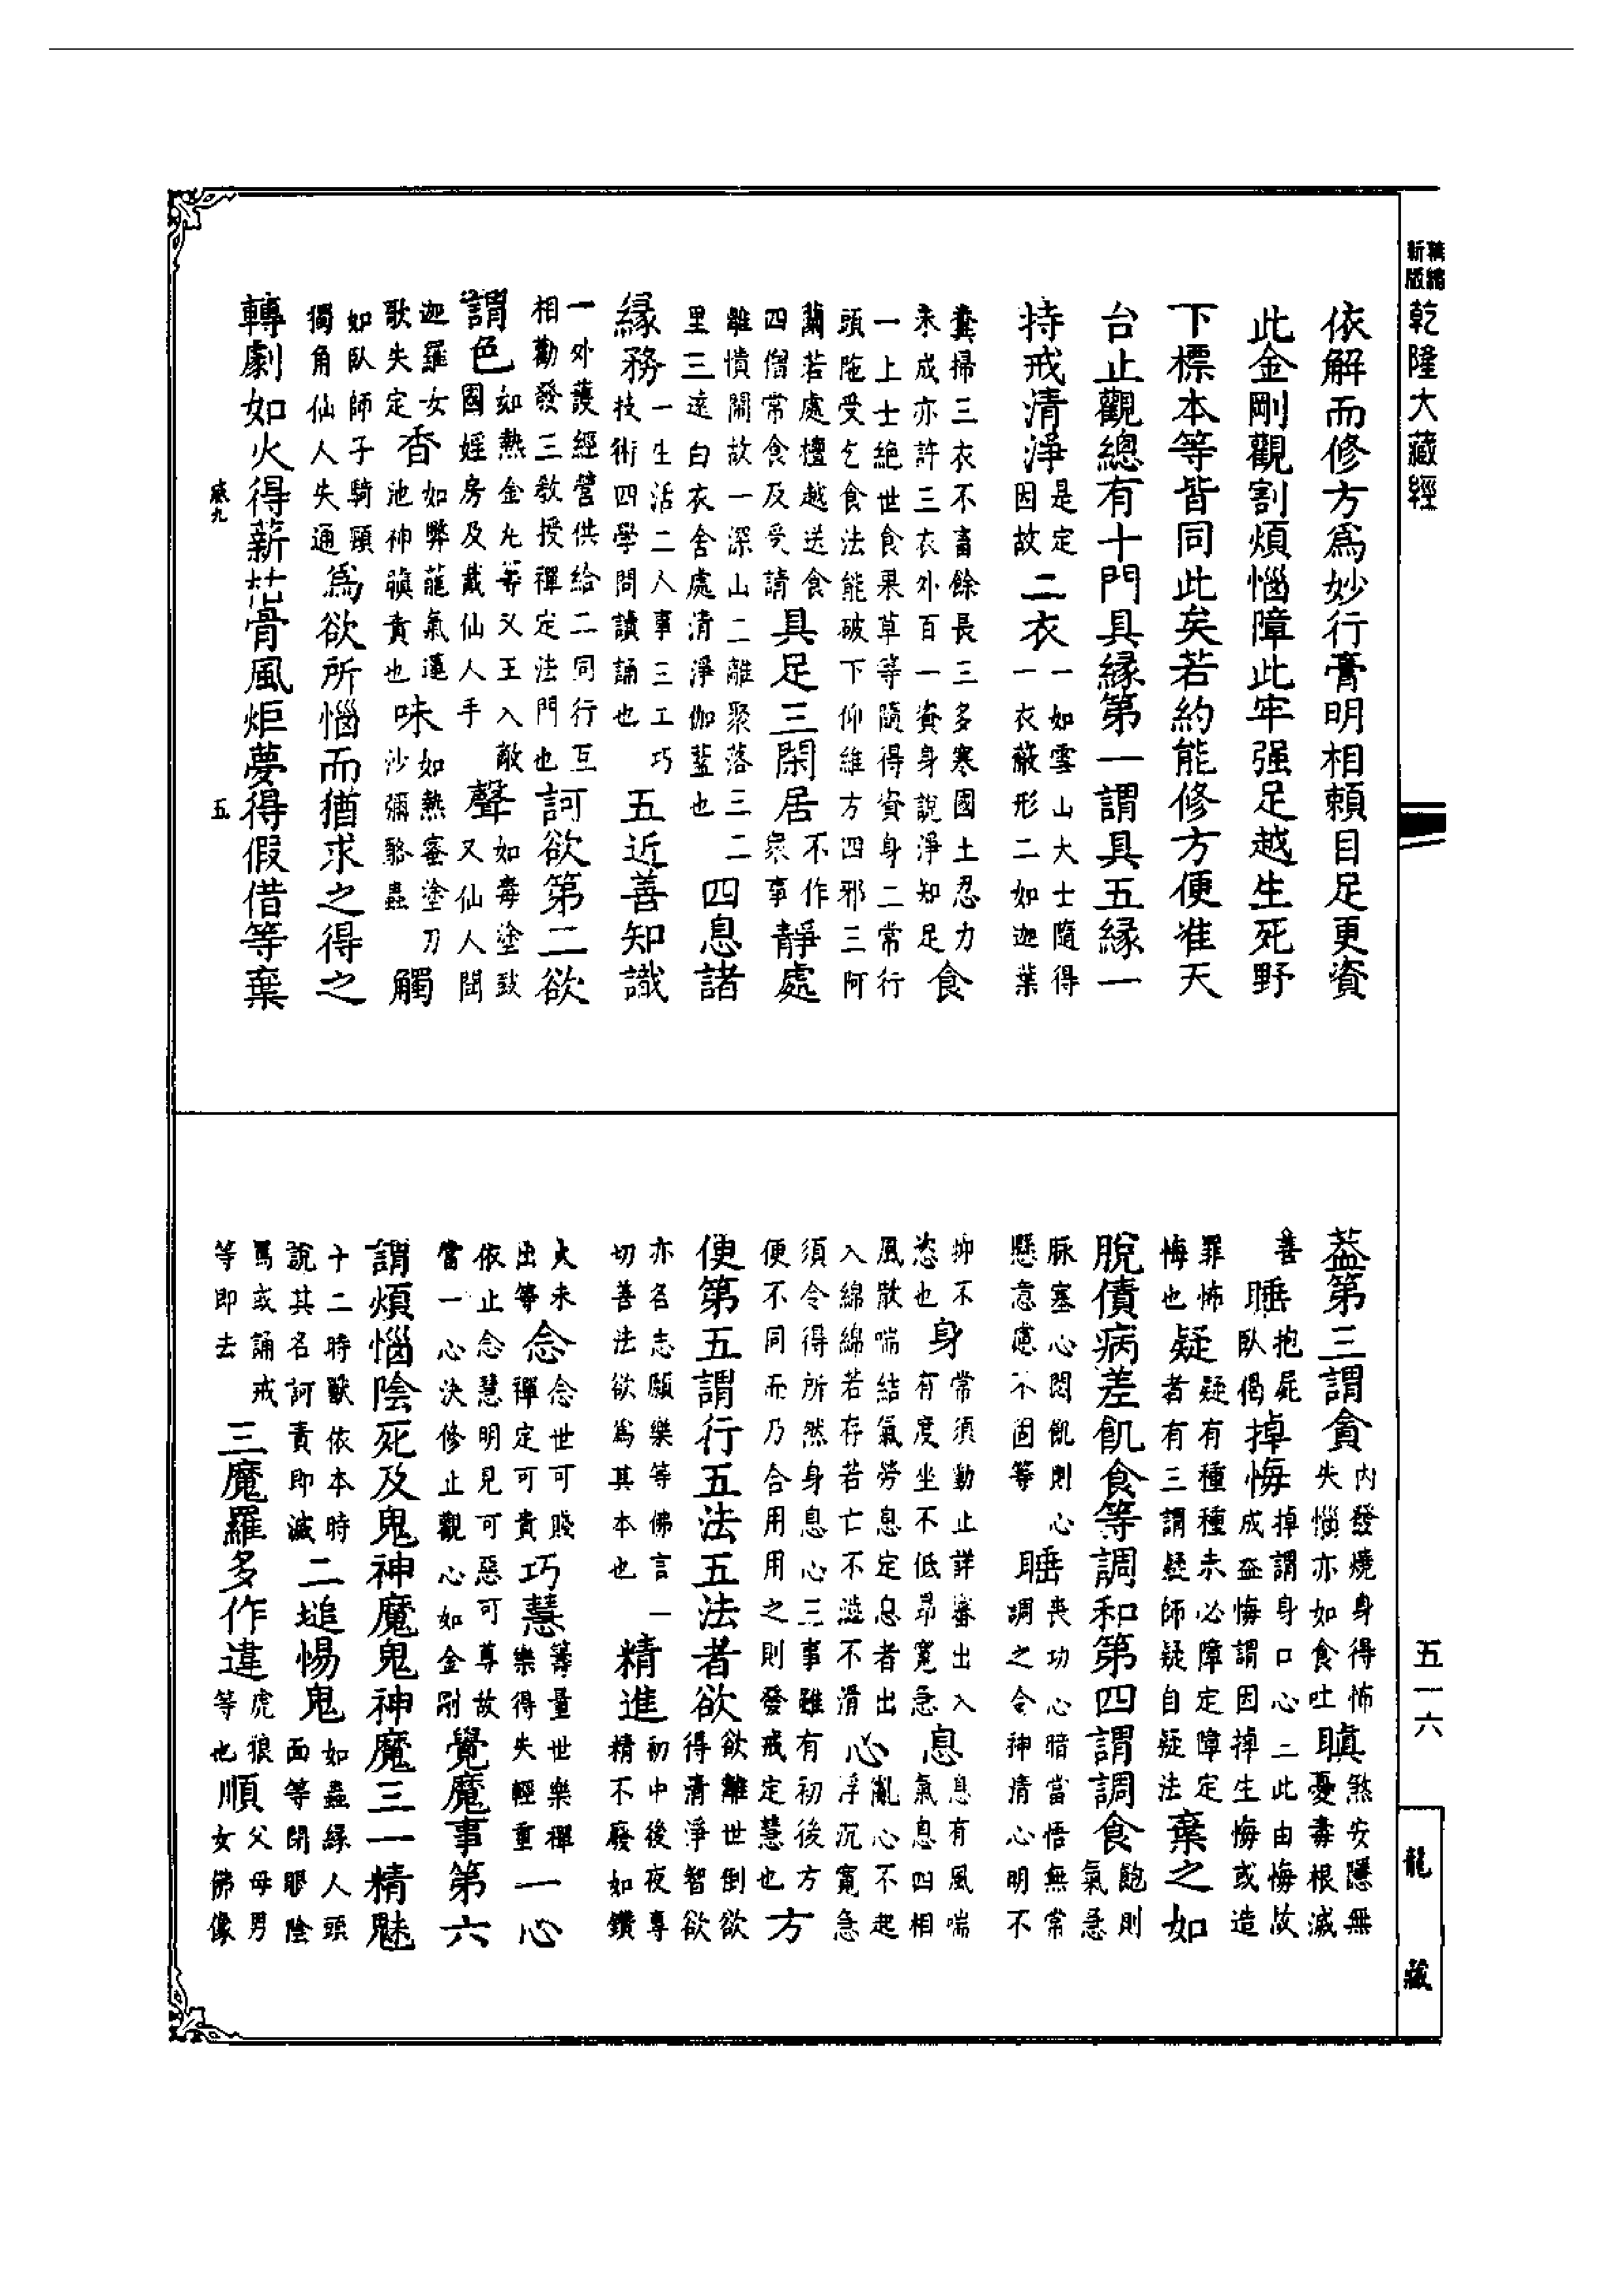 精縮
新版
乾隆大藏經
依解而修方爲妙行膏明相賴目足更資
此金剛觀割煩惱障此牢强足越生死野
下標本等皆同此矣若約能修方便准天
台止觀總有十門具緣第一謂具五緣一
持戒清淨是定因故二衣一如雲山大士隨得一衣蔽形二如迦葉
糞掃三衣不畜餘長三多寒國土忍力未成亦許三衣外百一資身說淨知足食
一上士絕世食果草等隨得資身二常行頭陁受乞食法能破下仰維方四邪三阿
蘭若處檀越送食四僧常食及受請具足三閑居不作衆事靜處
離憒鬧故一深山二離聚落三二里三遠白衣舍處清淨伽藍也四息諸
緣務一生活二人事三工巧技術四學問讀誦也五近善知識
一外護經營供給二同行互相勸發三教授禪定法門也訶欲第二欲
謂色如熱金丸等又王入敵國婬房及戴仙人手聲如毒塗鼓又仙人聞
迦羅女歌失定香如弊龍氣邊池神瞋責也味如熱蜜塗刀沙彌酪蟲觸
如臥師子騎頸獨角仙人失通爲欲所惱而猶求之得之
轉劇如火得薪枯骨風炬夢得假借等棄
五
葢第三謂貪內發燒身得怖失惱亦如食吐瞋煞安隱無憂毒根滅
善睡抱屍臥偈掉悔掉謂身口心二此由悔故成葢悔謂因掉生悔或造
罪怖悔也疑疑有種種未必障定障定者有三謂疑師疑自疑法棄之如
脫債病差飢食等調和第四謂調食飽則氣急
脉塞心悶飢則心懸意慮不固等睡喪功心暗當悟無常調之令神清心明不
抑不恣也身常須動止詳審出入有度坐不低昂寬急息息有風喘氣息四相
風散喘結氣勞息定息者出入綿綿若存若亡不澁不滑心亂心不起浮沉寬急
須令得所然身息心三事雖有初後方便不同而乃合用用之則發戒定慧也方
便第五謂行五法五法者欲欲離世倒欲得清淨智欲
亦名志願樂等佛言一切善法欲爲其本也精進初中後夜專精不廢如鑽
火未出等念念世可賤禪定可貴巧慧籌量世樂禪樂得失輕重一心
依止念慧明見可惡可尊故當一心決修止觀心如金剛覺魔事第六
謂煩惱陰死及鬼神魔鬼神魔三一精魅
子二時獸依本時說其名訶責即滅二塠惕鬼如蟲緣人頭面等閉眼陰
罵或誦戒等即去三魔羅多作違虎狼等也順父母男女佛像
五一六
龍藏